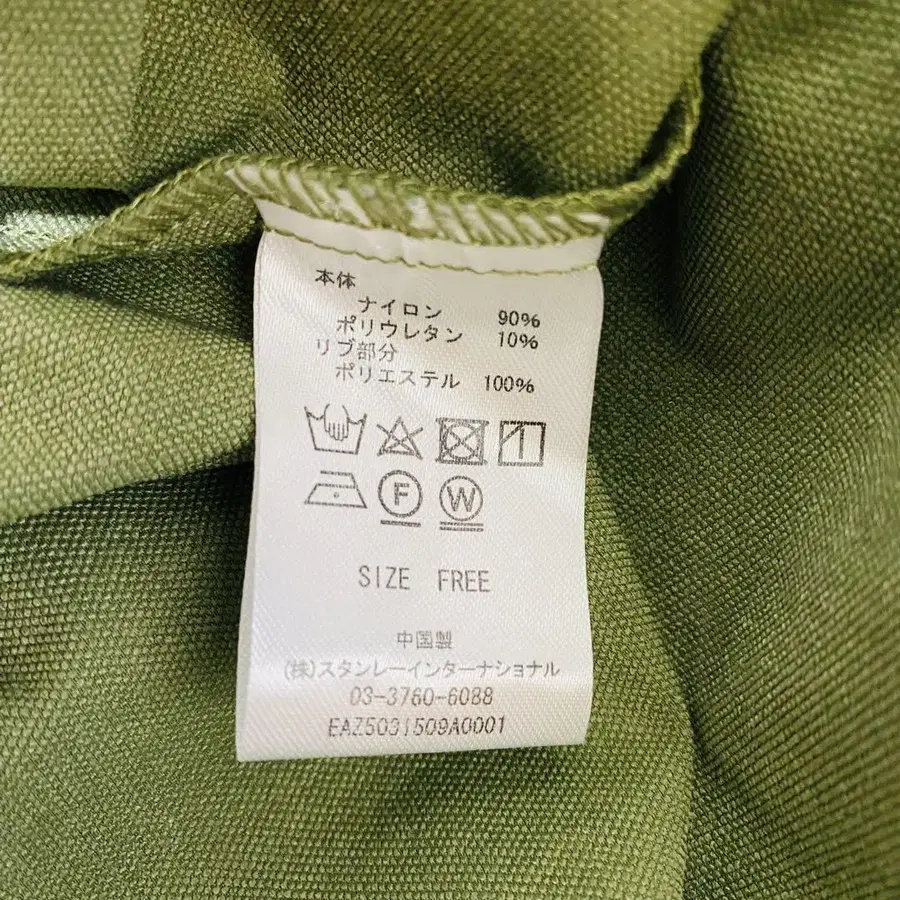 本体
ナイロン 90%
ポリウレタン 10%
リブ部分
ポリエステル 100%
F W
SIZE FREE
中国製
(株)スタンレーインターナショナル
03-3760-6088
EAZ5031509A0001